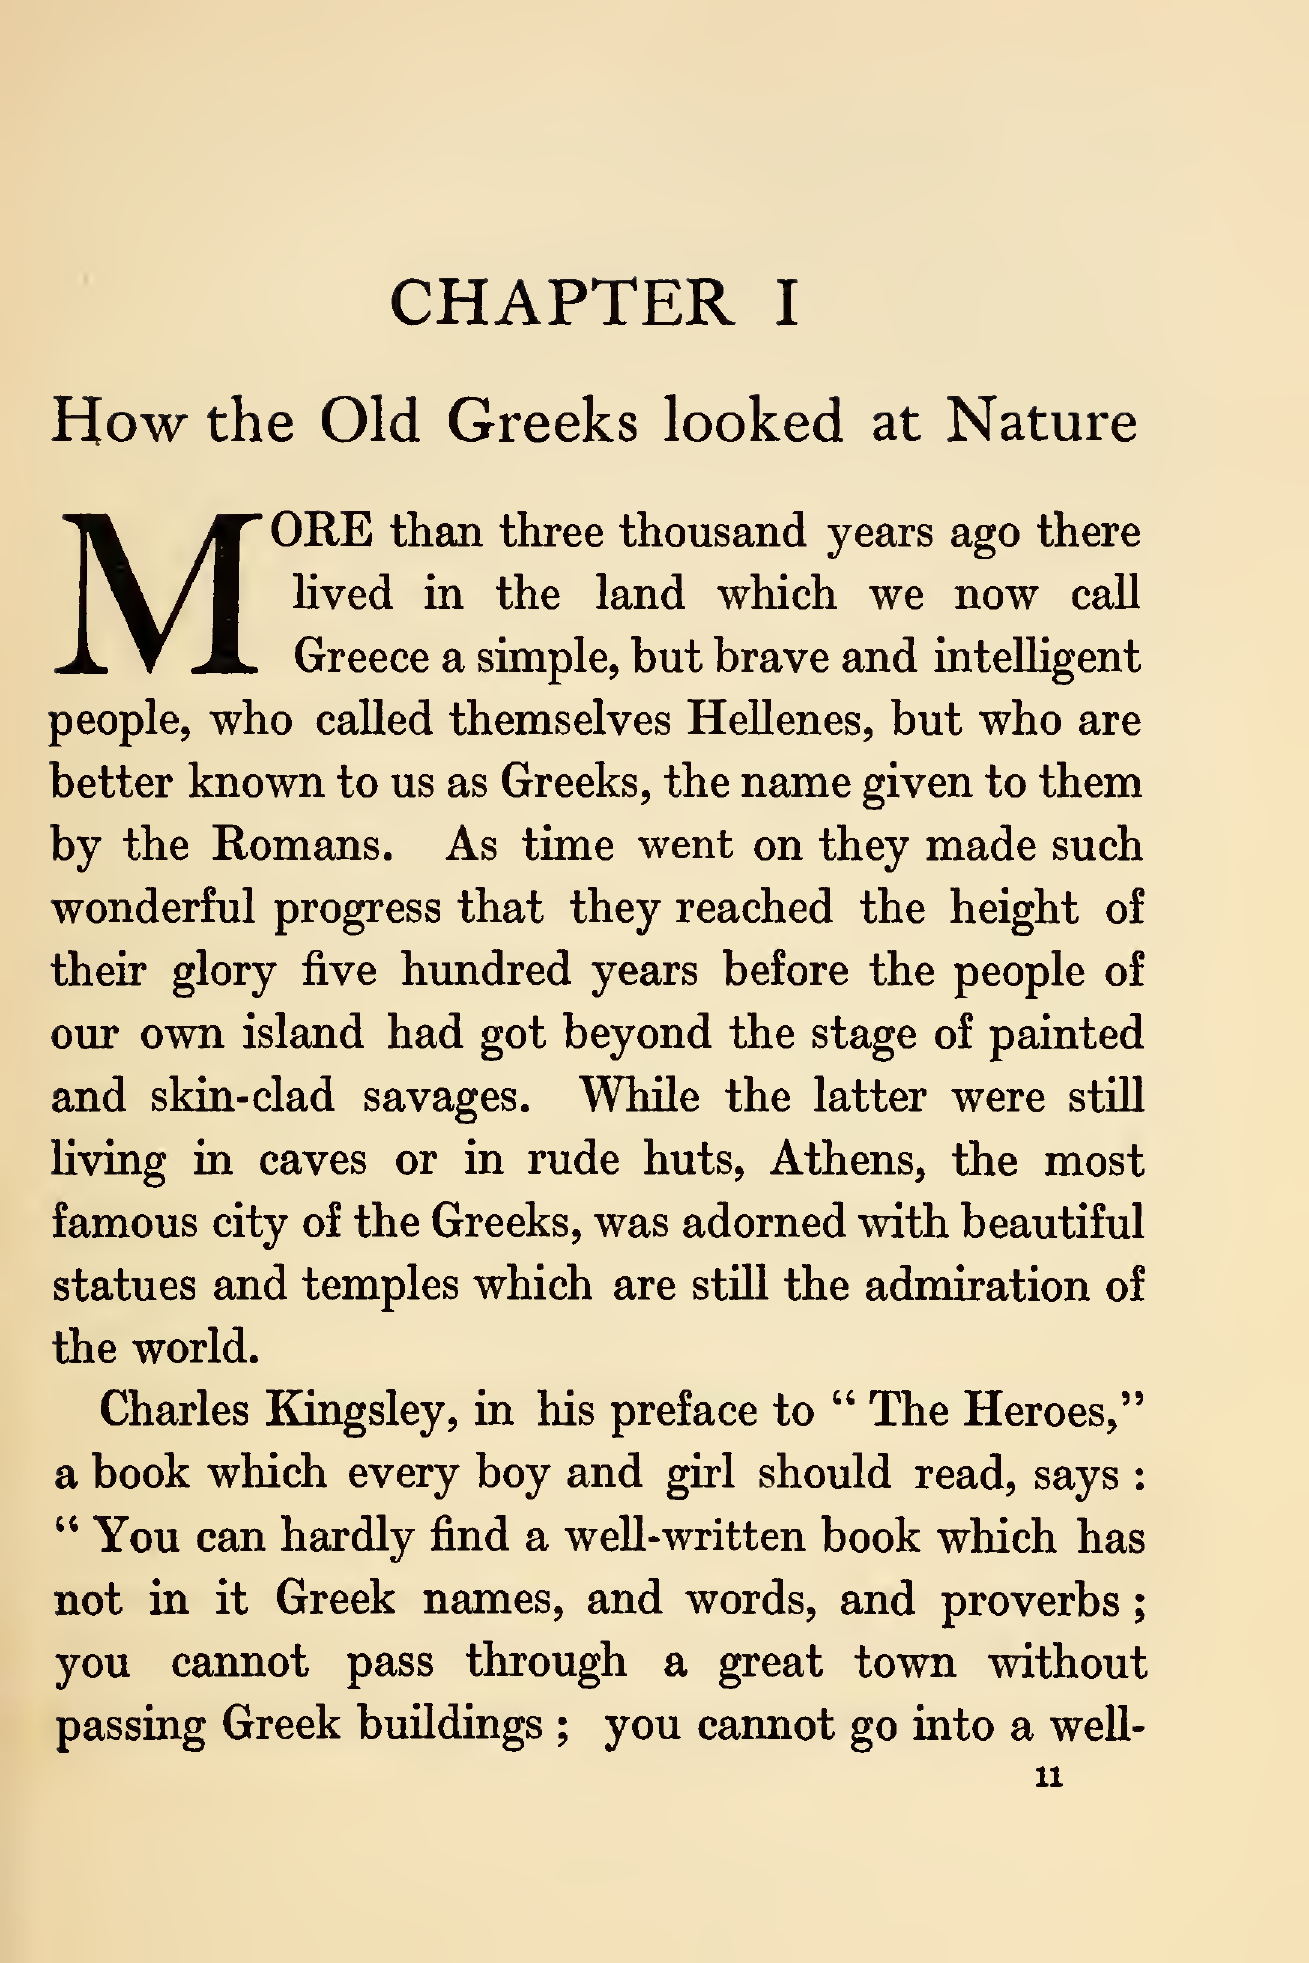 CHAPTER I
How the Old Greeks looked at Nature
MORE than three thousand years ago there
lived in the land which we now call
Greece a simple, but brave and intelligent
people, who called themselves Hellenes, but who are
better known to us as Greeks, the name given to them
by the Romans. As time went on they made such
wonderful progress that they reached the height of
their glory five hundred years before the people of
our own island had got beyond the stage of painted
and skin-clad savages. While the latter were still
living in caves or in rude huts, Athens, the most
famous city of the Greeks, was adorned with beautiful
statues and temples which are still the admiration of
the world.
Charles Kingsley, in his preface to “ The Heroes,”
a book which every boy and girl should read, says :
“ You can hardly find a well-written book which has
not in it Greek names, and words, and proverbs ;
you cannot pass through a great town without
passing Greek buildings ; you cannot go into a well-
11